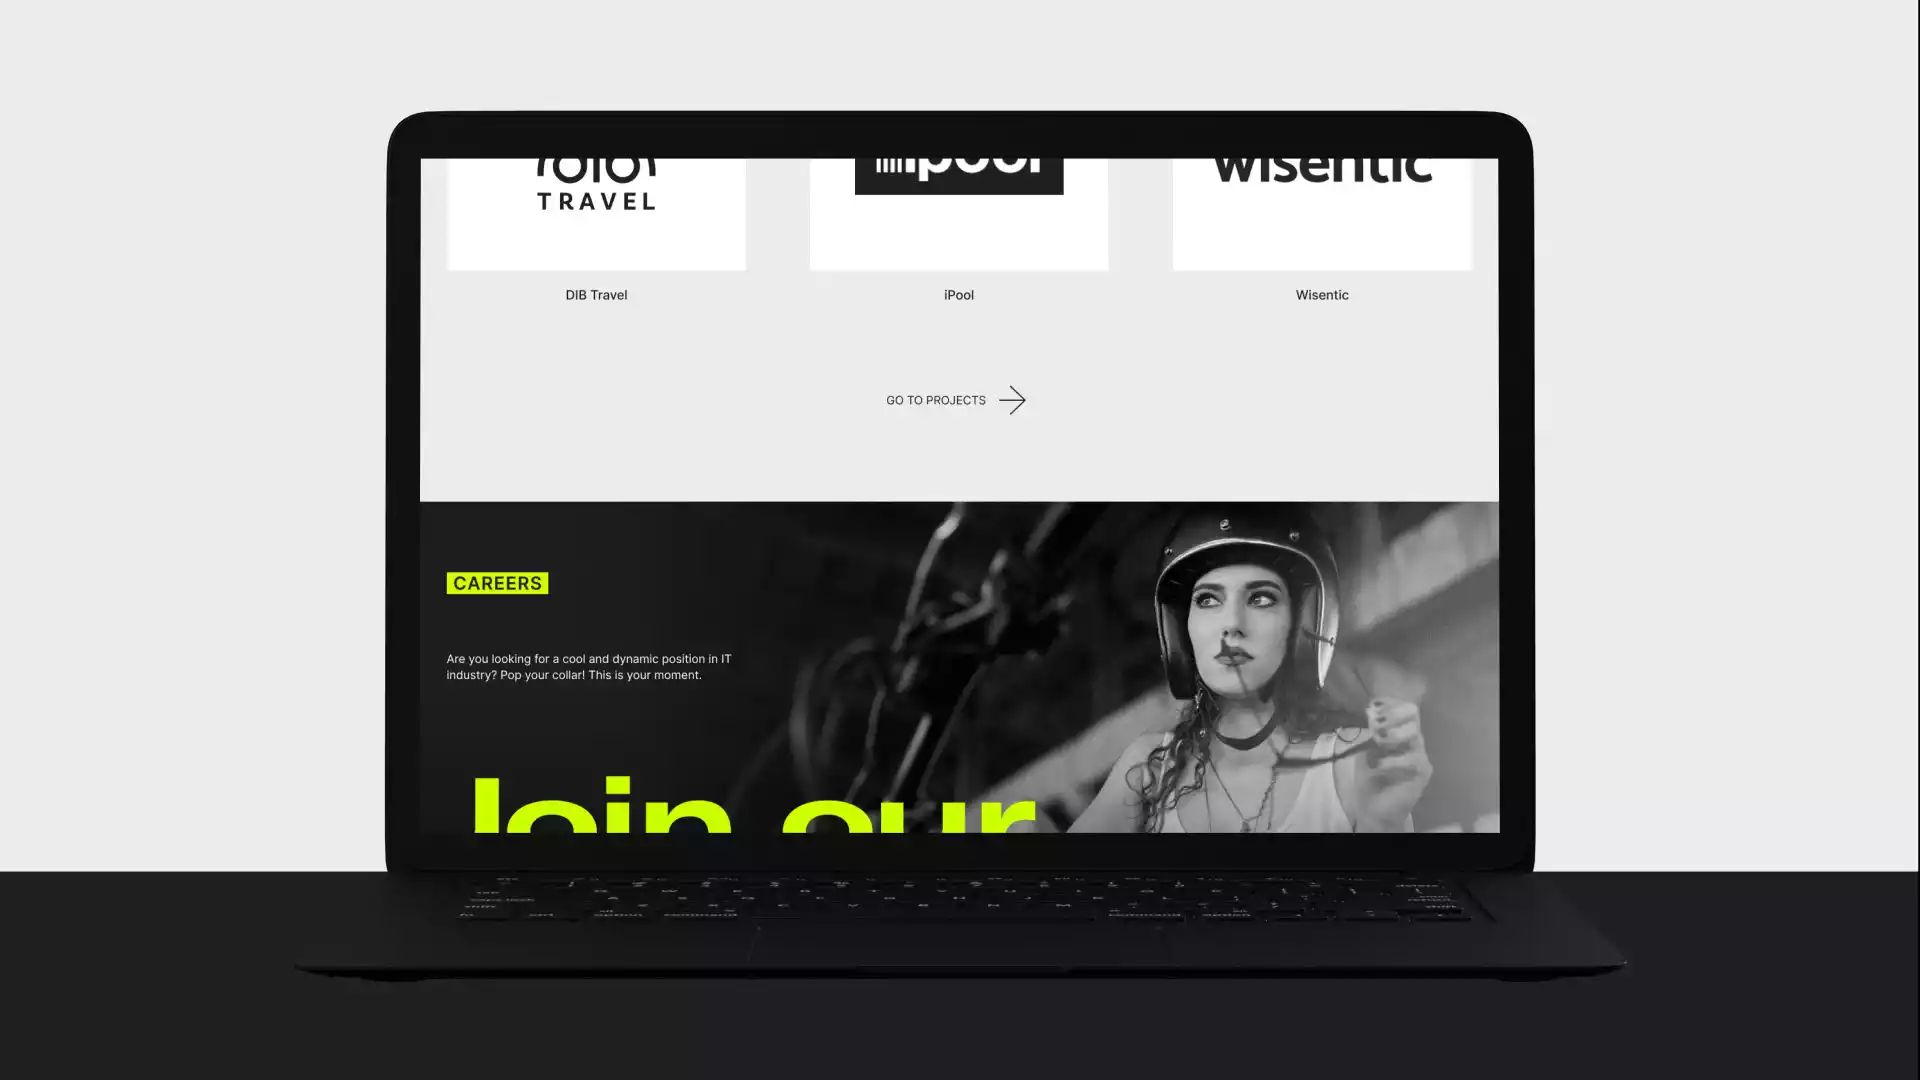 TRAVEL
ipool
wisentic
DIB Travel
iPool
Wisentic
GO TO PROJECTS
CAREERS
Are you looking for a cool and dynamic position in IT
industry? Pop your collar! This is your moment.
Join our